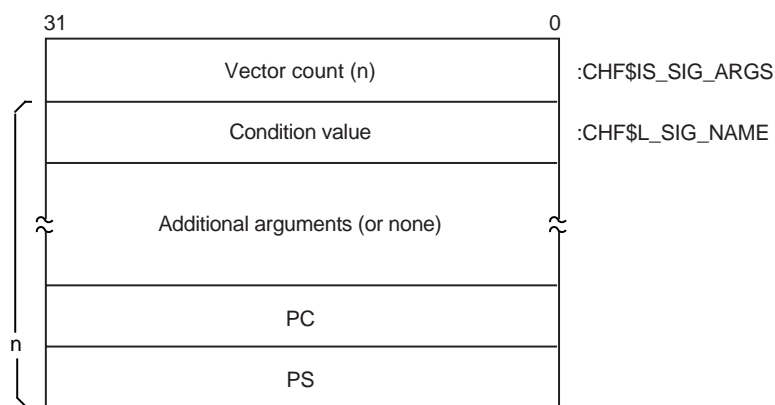 31 0
Vector count (n) :CHF$IS_SIG_ARGS
Condition value :CHF$L_SIG_NAME
Additional arguments (or none)
PC
n
PS